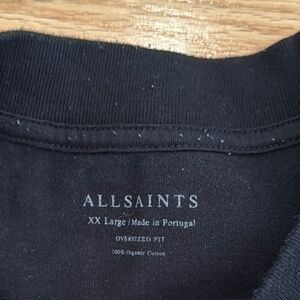 ALLSAINTS
XX Large / Made in Portugal
OVERSIZED FIT
100% Organic Cotton